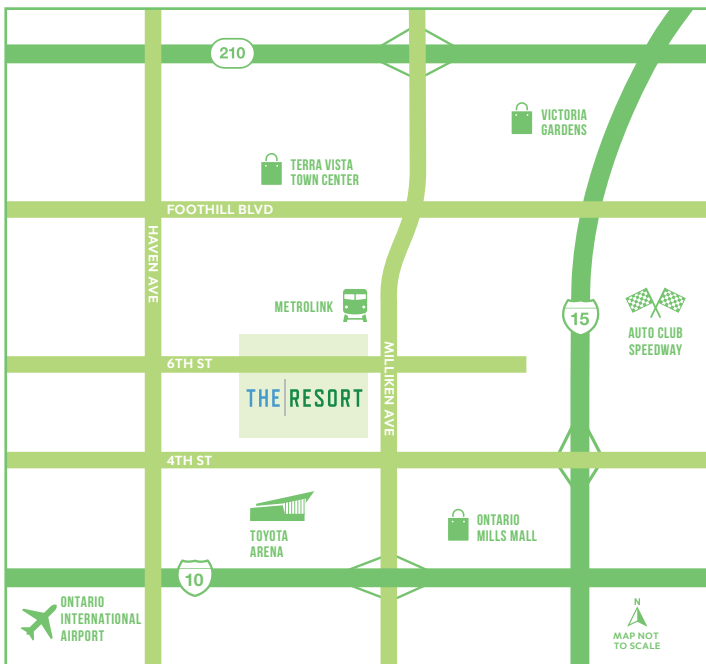 210
VICTORIA
GARDENS
TERRA VISTA
TOWN CENTER
FOOTHILL BLVD
HAVEN AVE
METROLINK
15
AUTO CLUB
SPEEDWAY
6TH ST
MILLIKEN AVE
THE RESORT
4TH ST
TOYOTA
ARENA
ONTARIO
MILLS MALL
10
ONTARIO
INTERNATIONAL
AIRPORT
N
MAP NOT
TO SCALE